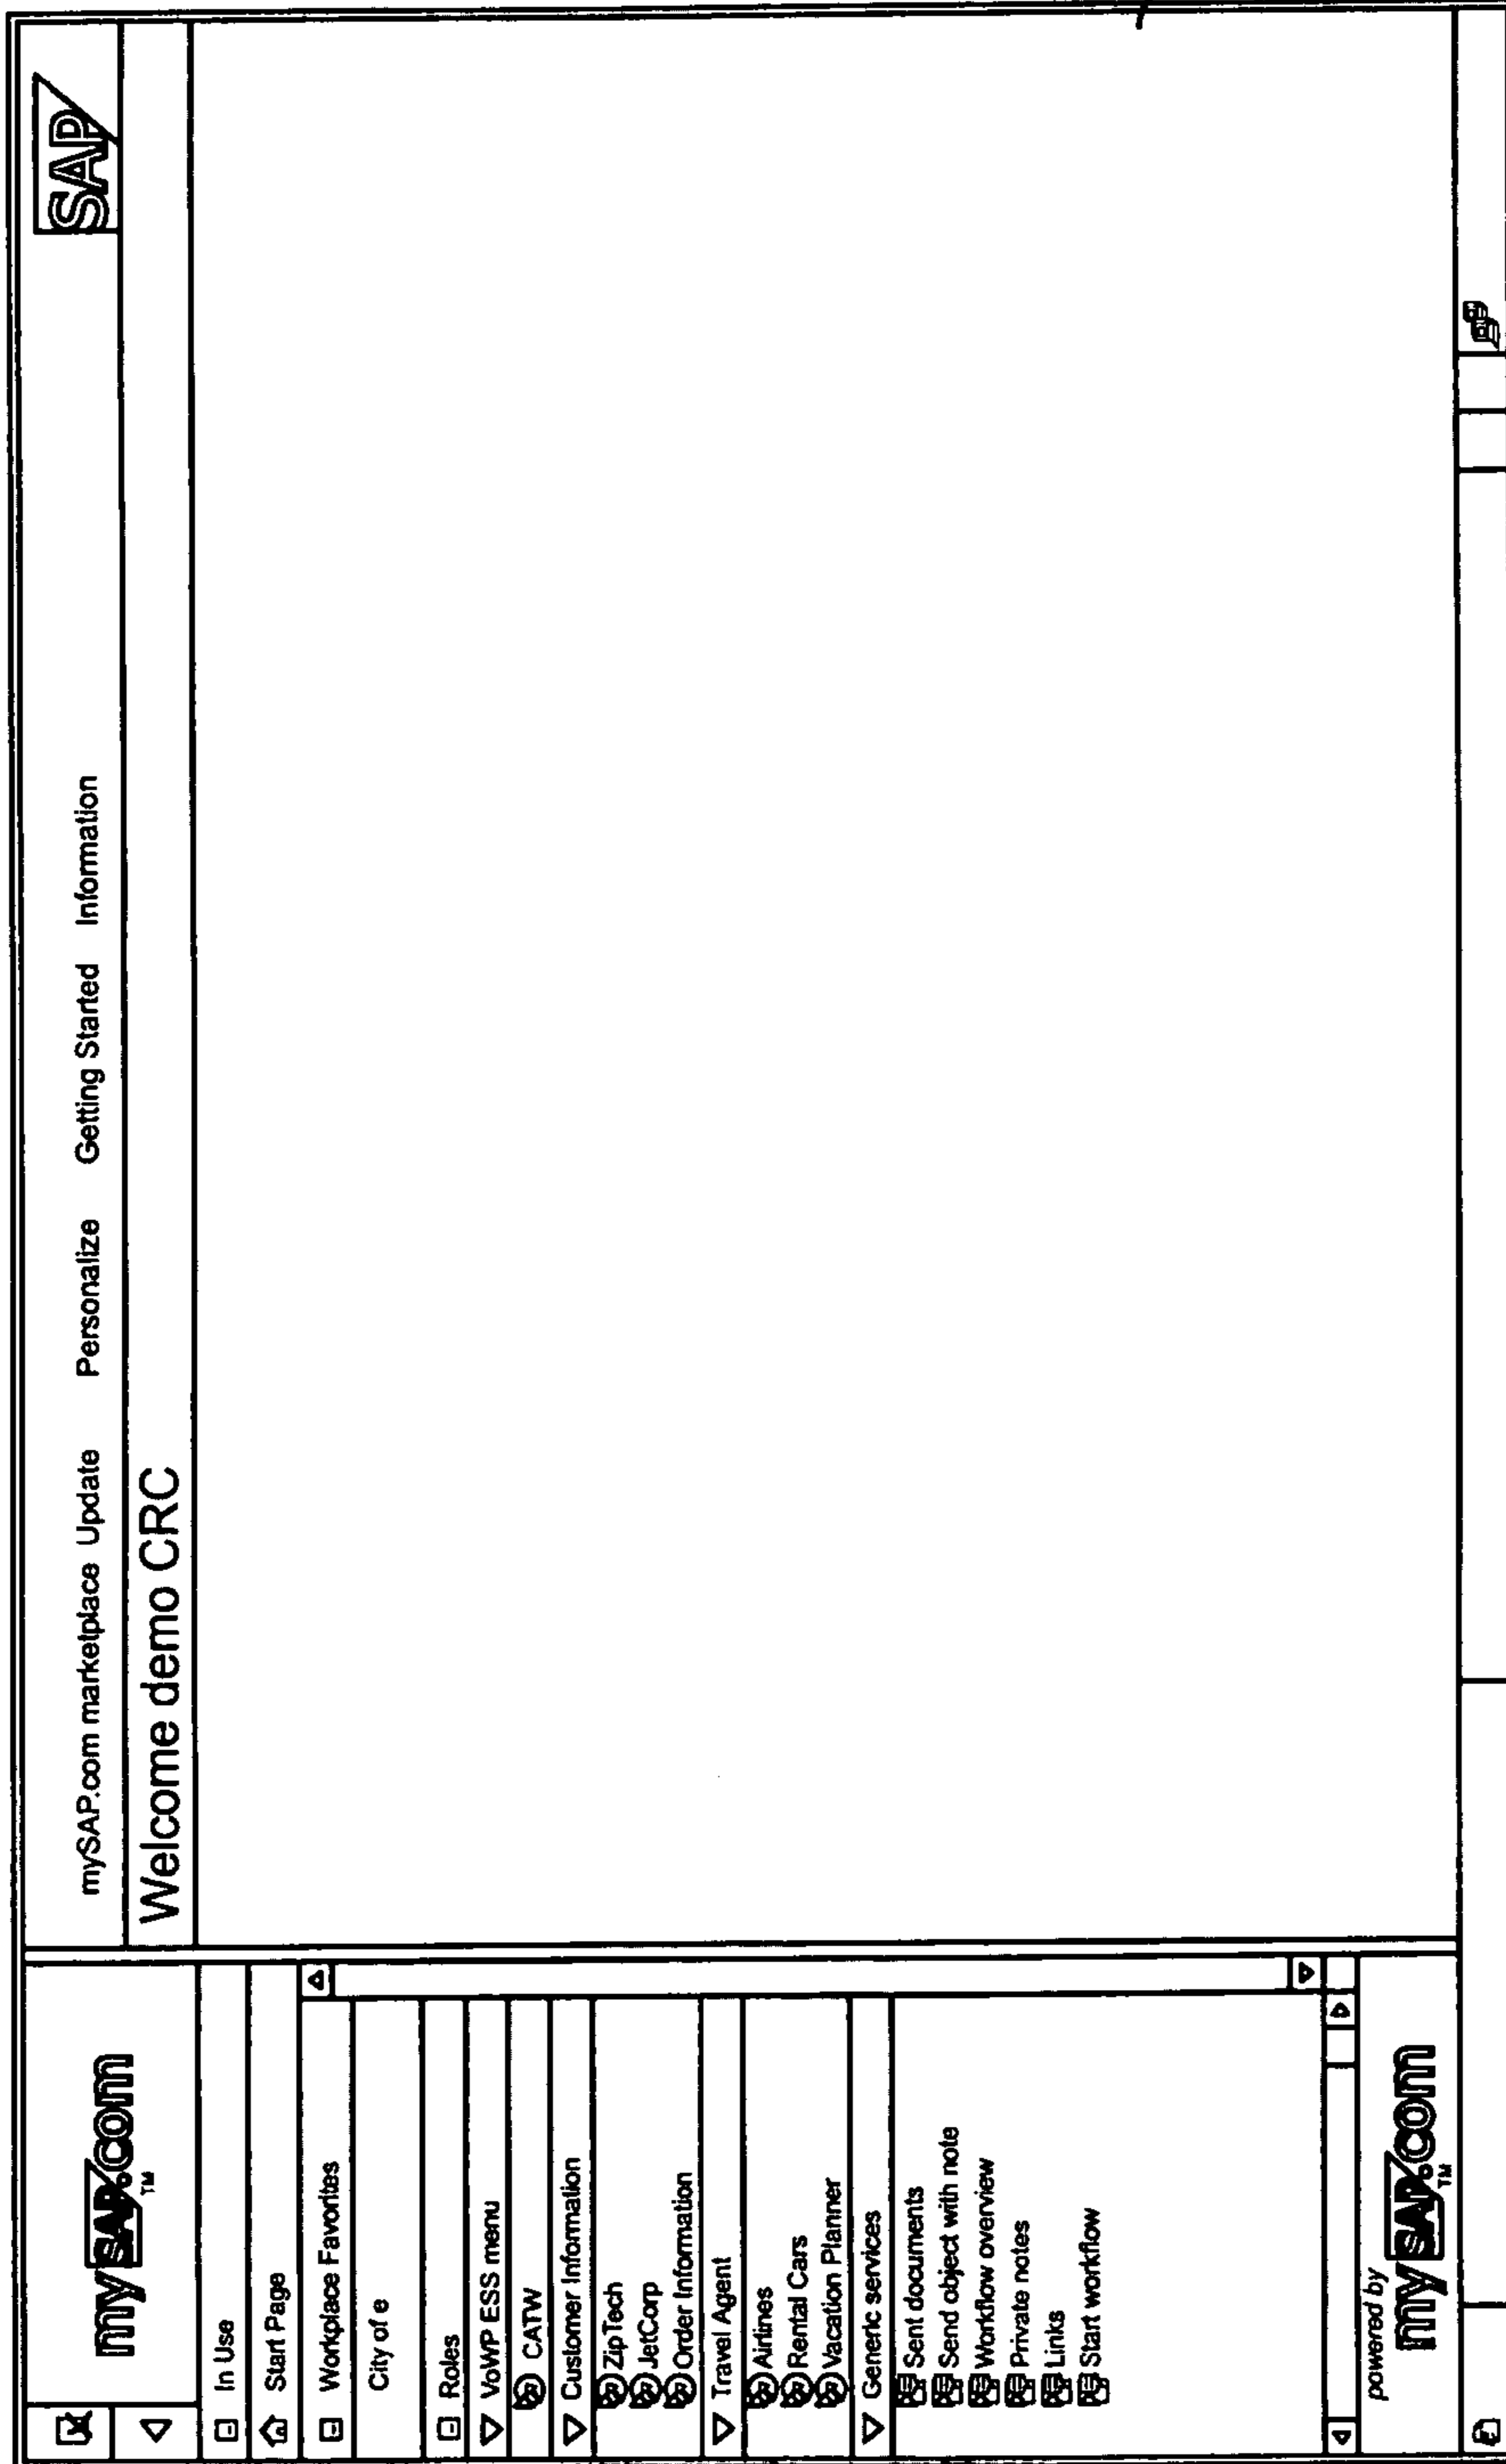 mySAP.com
TM
mySAP.com marketplace Update Personalize Getting Started Information
SAP
Welcome demo CRC
In Use
Start Page
Workplace Favorites
City of e
Roles
VoWP ESS menu
CATW
Customer Information
ZipTech
JetCorp
Order Information
Travel Agent
Airlines
Rental Cars
Vacation Planner
Generic services
Sent documents
Send object with note
Workflow overview
Private notes
Links
Start workflow
powered by
mySAP.com
TM